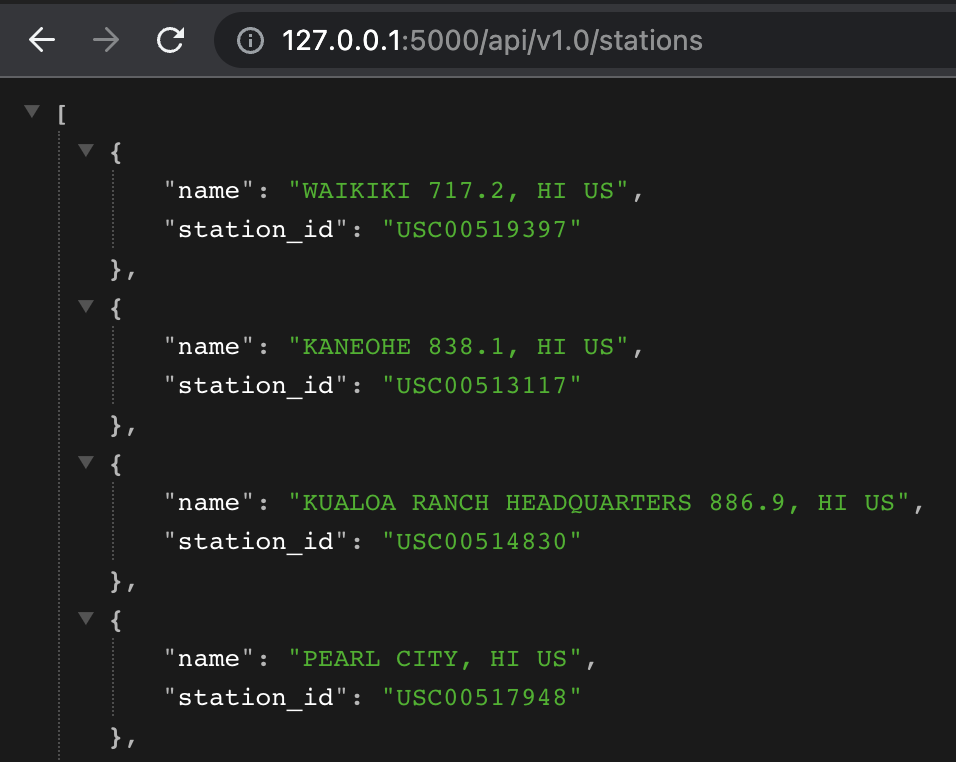 127.0.0.1:5000/api/v1.0/stations
[
{
"name": "WAIKIKI 717.2, HI US",
"station_id": "USC00519397"
},
{
"name": "KANEOHE 838.1, HI US",
"station_id": "USC00513117"
},
{
"name": "KUALOA RANCH HEADQUARTERS 886.9, HI US",
"station_id": "USC00514830"
},
{
"name": "PEARL CITY, HI US",
"station_id": "USC00517948"
},